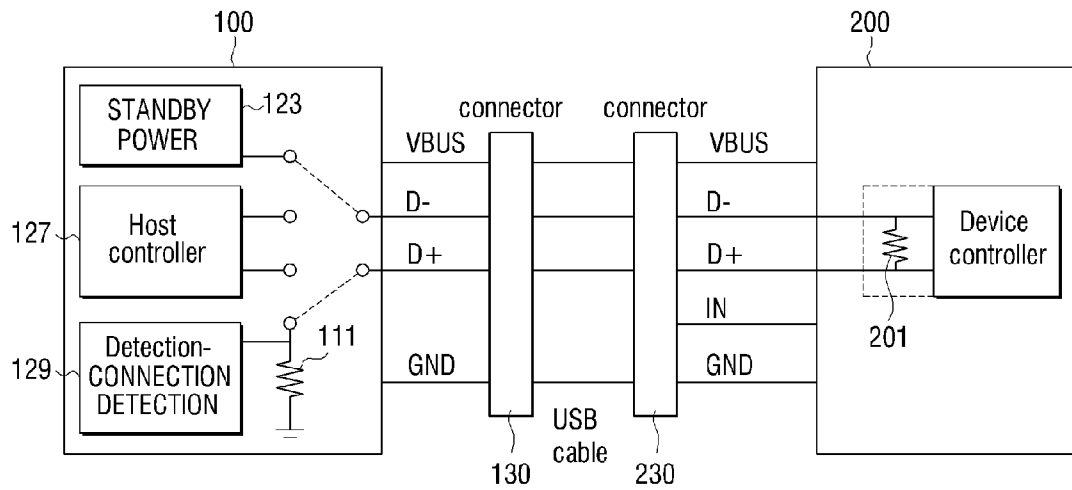 100
200
STANDBY
POWER
123
connector
connector
VBUS
VBUS
D-
D-
Host
controller
127
Device
controller
D+
D+
201
IN
Detection-
CONNECTION
DETECTION
129
111
GND
GND
USB
cable
130
230